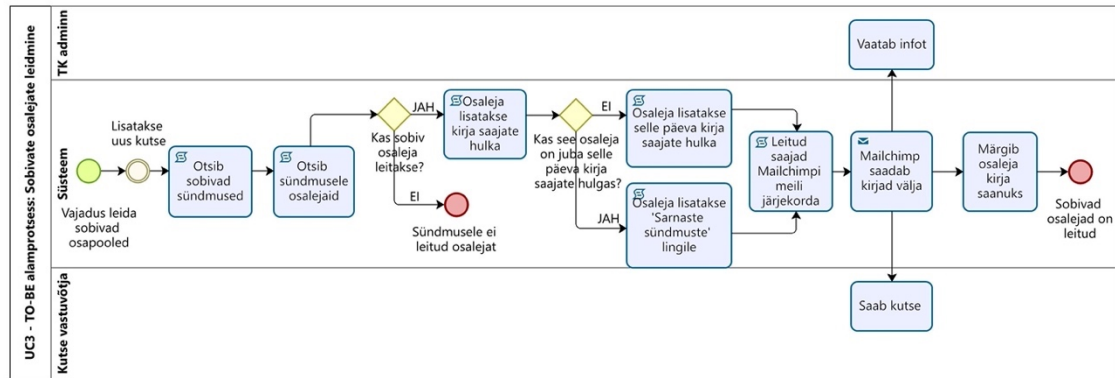 UC3 - TO-BE alamprotsess: Sobivate osalejate leidmine
TK adminn
Vaatab infot
Süsteem
Vajadus leida
sobivad
osapooled
Lisatakse
uus kutse
Otsib
sobivad
sündmused
Otsib
sündmusele
osalejaid
Kas sobiv
osaleja
leitakse?
JAH
EI
Sündmusele ei
leitud osalejat
Osaleja
lisatakse
kirja saajate
hulka
Kas see osaleja
on juba selle
päeva kirja
saajate hulgas?
EI
JAH
Osaleja lisatakse
selle päeva kirja
saajate hulka
Osaleja lisatakse
'Sarnaste
sündmuste'
lingile
Leitud
saajad
Mailchimpi
meili
järjekorda
Mailchimp
saadab
kirjad välja
Märgib
osaleja
kirja
saanuks
Sobivad
osalejad on
leitud
Kutse vastuvõtja
Saab kutse